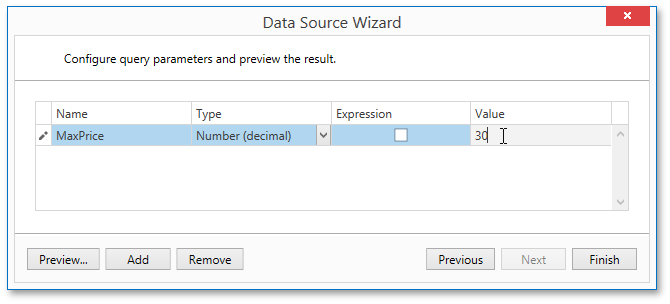 Data Source Wizard
Configure query parameters and preview the result.
Name Type Expression Value
MaxPrice Number (decimal) 30
Preview... Add Remove Previous Next Finish